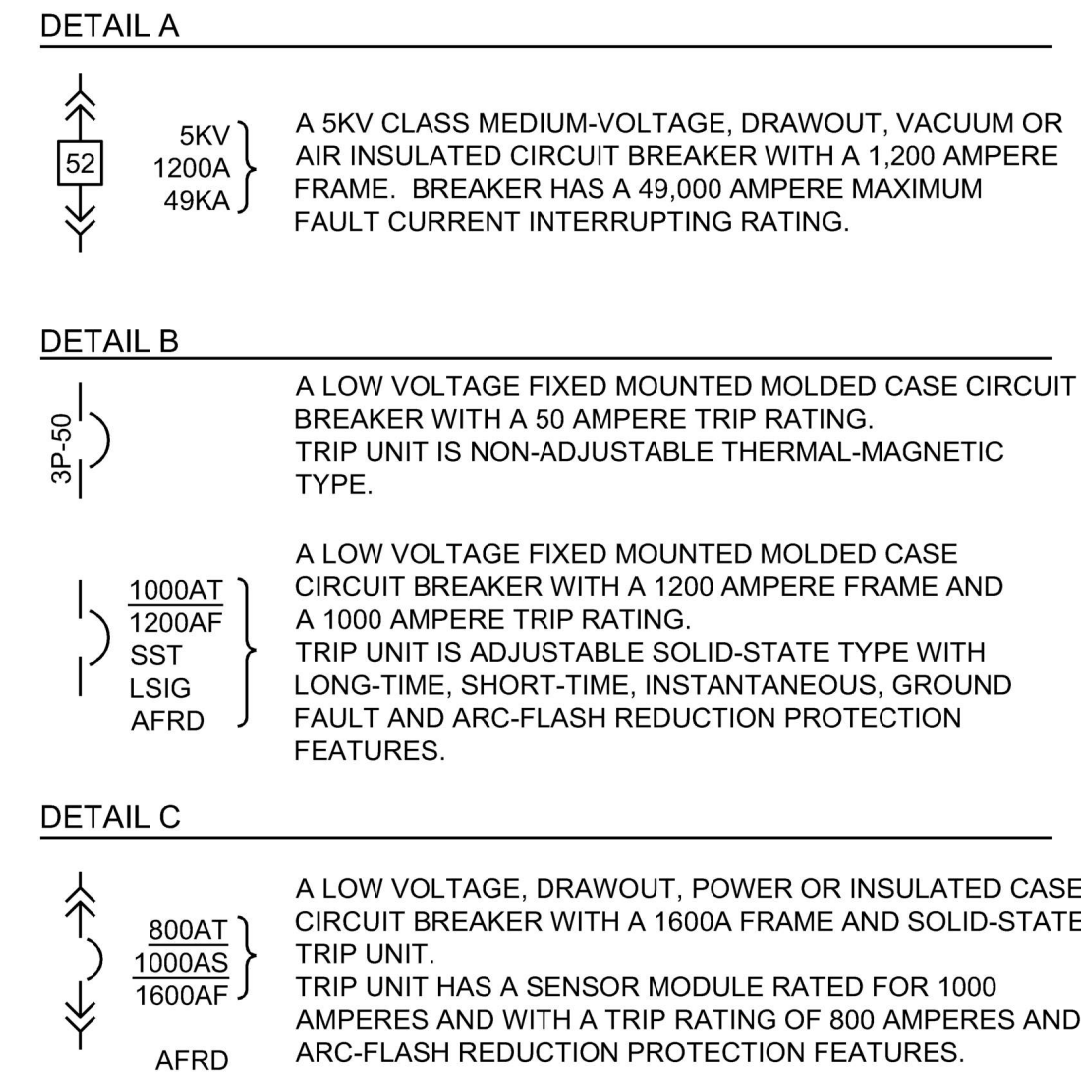 DETAIL A
52
5KV
1200A
49KA
A 5KV CLASS MEDIUM-VOLTAGE, DRAWOUT, VACUUM OR
AIR INSULATED CIRCUIT BREAKER WITH A 1,200 AMPERE
FRAME. BREAKER HAS A 49,000 AMPERE MAXIMUM
FAULT CURRENT INTERRUPTING RATING.
DETAIL B
3P-50
A LOW VOLTAGE FIXED MOUNTED MOLDED CASE CIRCUIT
BREAKER WITH A 50 AMPERE TRIP RATING.
TRIP UNIT IS NON-ADJUSTABLE THERMAL-MAGNETIC
TYPE.
1000AT
1200AF
SST
LSIG
AFRD
A LOW VOLTAGE FIXED MOUNTED MOLDED CASE
CIRCUIT BREAKER WITH A 1200 AMPERE FRAME AND
A 1000 AMPERE TRIP RATING.
TRIP UNIT IS ADJUSTABLE SOLID-STATE TYPE WITH
LONG-TIME, SHORT-TIME, INSTANTANEOUS, GROUND
FAULT AND ARC-FLASH REDUCTION PROTECTION
FEATURES.
DETAIL C
800AT
1000AS
1600AF
AFRD
A LOW VOLTAGE, DRAWOUT, POWER OR INSULATED CASE
CIRCUIT BREAKER WITH A 1600A FRAME AND SOLID-STATE
TRIP UNIT.
TRIP UNIT HAS A SENSOR MODULE RATED FOR 1000
AMPERES AND WITH A TRIP RATING OF 800 AMPERES AND
ARC-FLASH REDUCTION PROTECTION FEATURES.